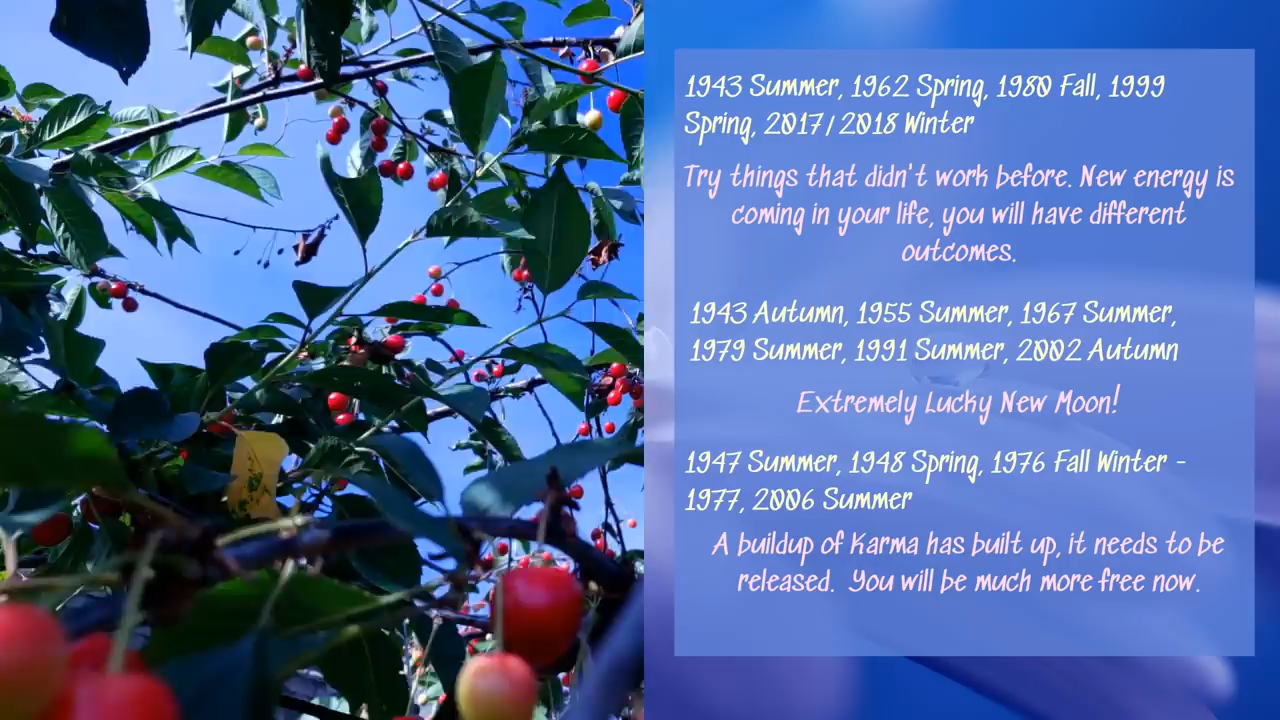 1943 Summer, 1962 Spring, 1980 Fall, 1999
Spring, 2017/2018 Winter
Try things that didn't work before. New energy is
coming in your life, you will have different
outcomes.
1943 Autumn, 1955 Summer, 1967 Summer,
1979 Summer, 1991 Summer, 2002 Autumn
Extremely Lucky New Moon!
1947 Summer, 1948 Spring, 1976 Fall Winter -
1977, 2006 Summer
A buildup of Karma has built up, it needs to be
released. You will be much more free now.